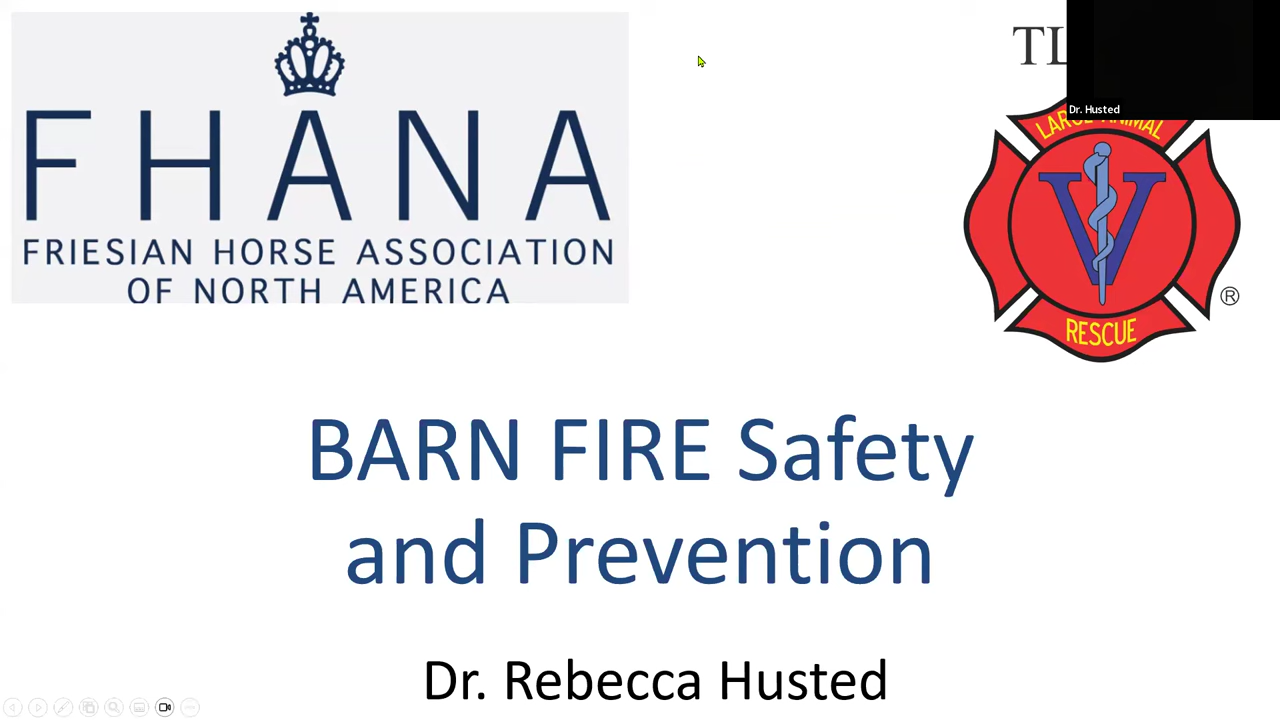 FHANA
FRIESIAN HORSE ASSOCIATION
OF NORTH AMERICA
Dr. Husted
LARGE ANIMAL
V
RESCUE
®
BARN FIRE Safety
and Prevention
Dr. Rebecca Husted